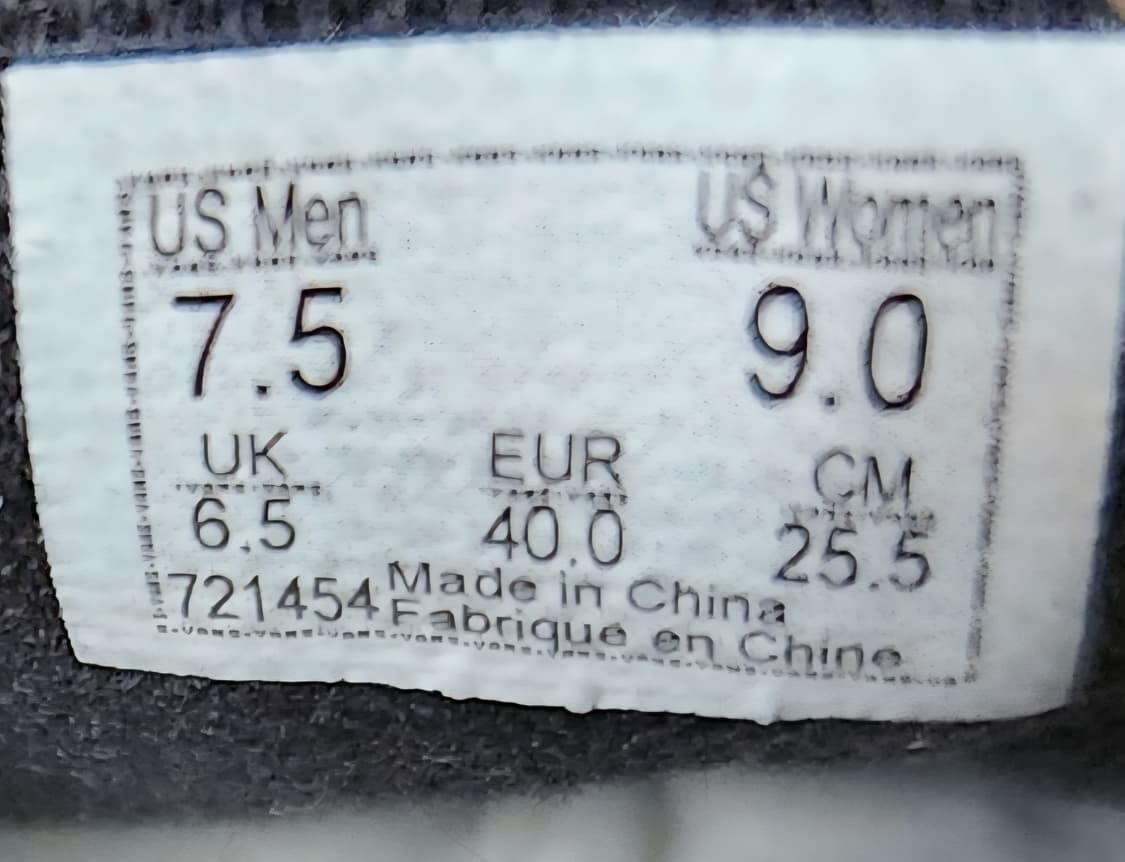 US Men US Women
7.5 9.0
UK EUR CM
6.5 40.0 25.5
721454 Made in China
Fabriqué en Chine